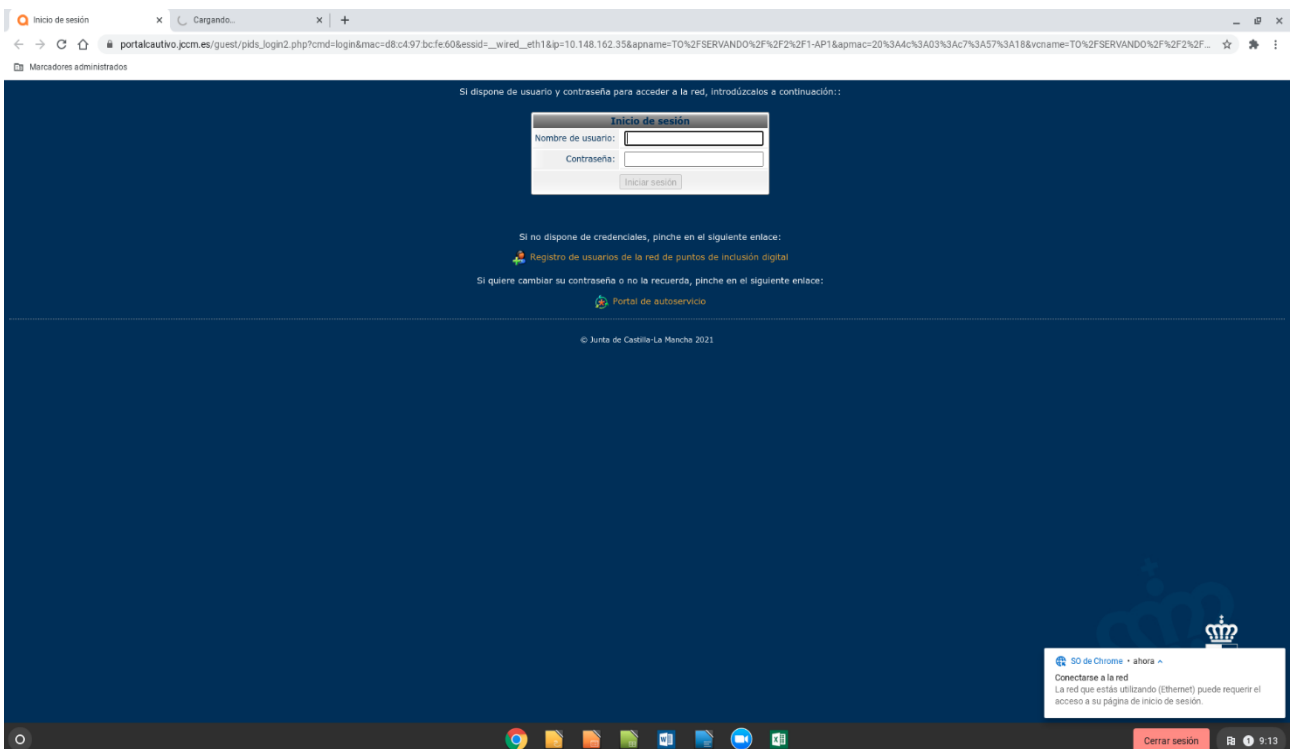 Inicio de sesión
Cargando...
portalcautivo.jccm.es/guest/pids_login2.php?cmd=login&mac=d8:c4:97:bc:fe:60&essid=__wired__eth1&ip=10.148.162.35&apname=TO%2FSERVANDO%2F%2F2%2F1-AP1&apmac=20%3A4c%3A03%3Ac7%3A57%3A18&vcname=TO%2FSERVANDO%2F%2F2%2F...
Marcadores administrados
Si dispone de usuario y contraseña para acceder a la red, introdúzcalos a continuación::
Inicio de sesión
Nombre de usuario:
Contraseña:
Iniciar sesión
Si no dispone de credenciales, pinche en el siguiente enlace:
Registro de usuarios de la red de puntos de inclusión digital
Si quiere cambiar su contraseña o no la recuerda, pinche en el siguiente enlace:
Portal de autoservicio
© Junta de Castilla-La Mancha 2021
SO de Chrome • ahora
Conectarse a la red
La red que estás utilizando (Ethernet) puede requerir el
acceso a su página de inicio de sesión.
Cerrar sesión
1
9:13